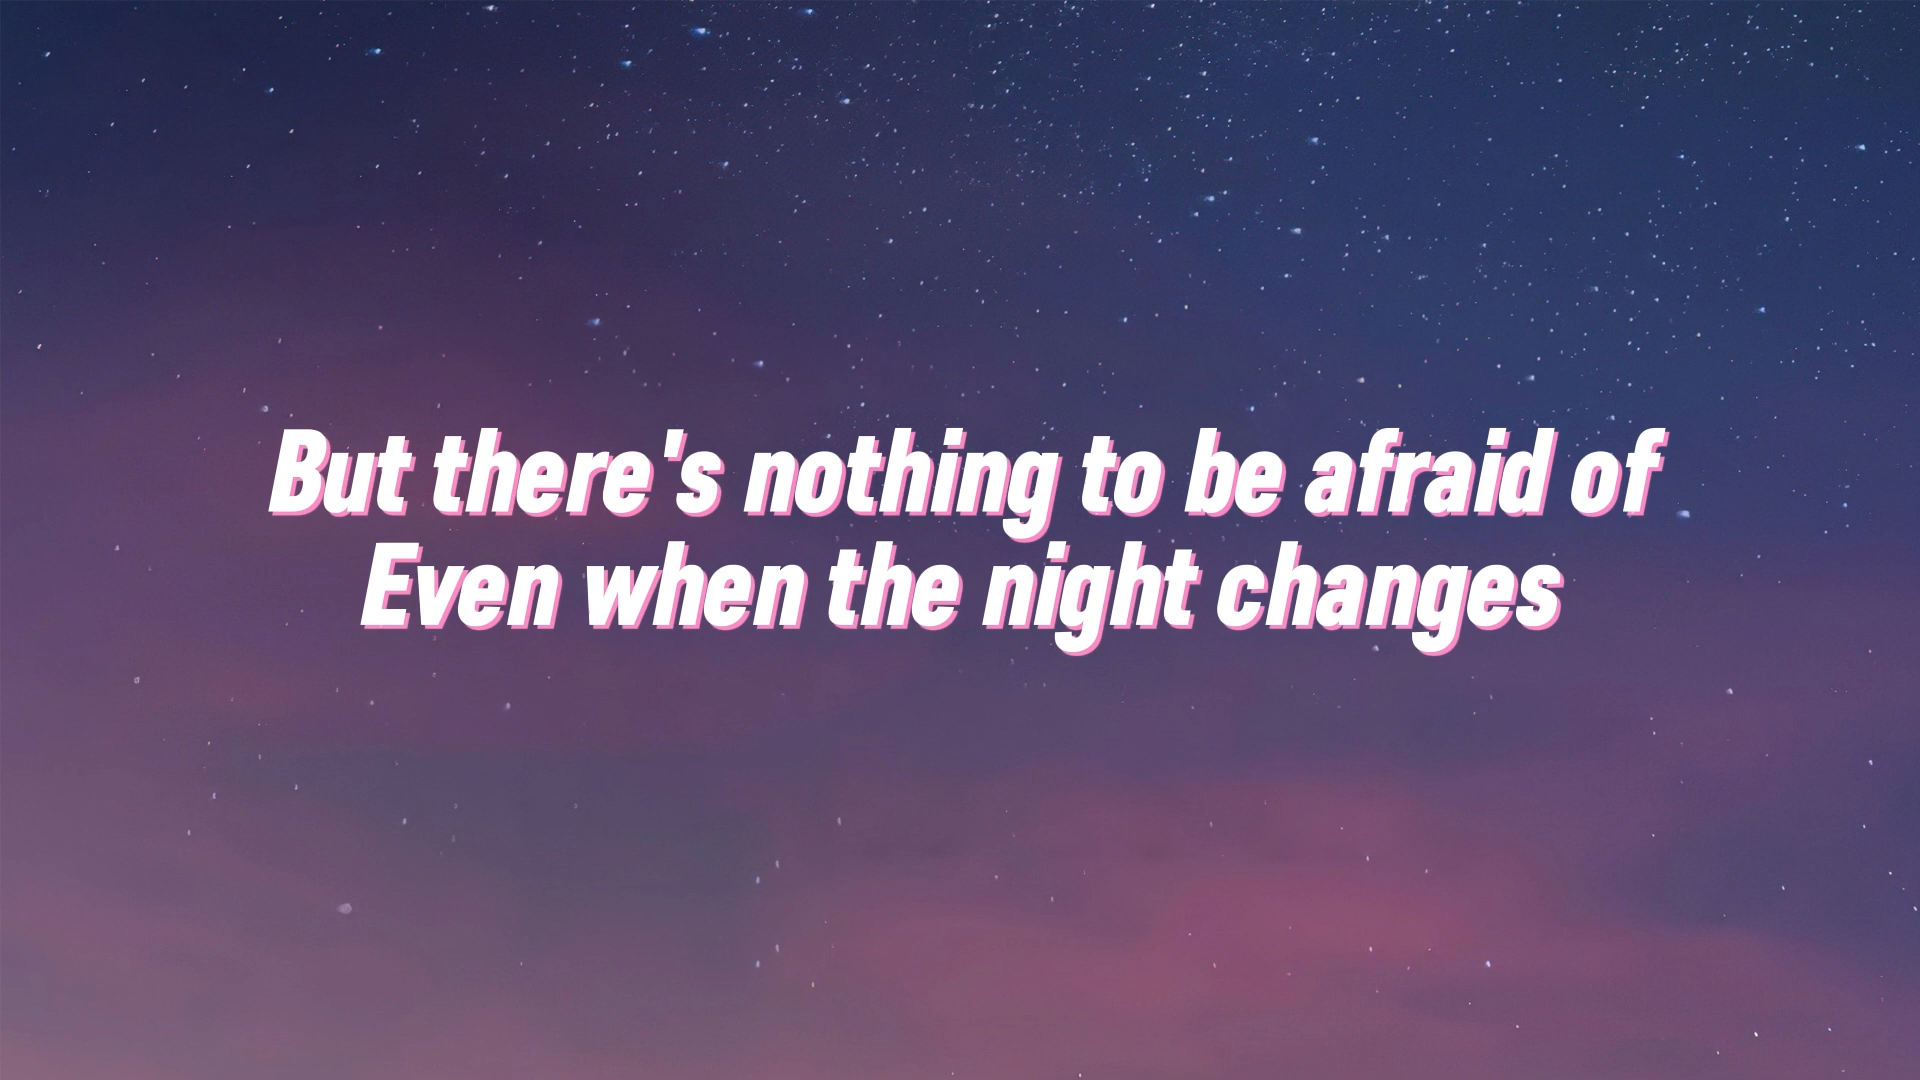 But there's nothing to be afraid of
Even when the night changes